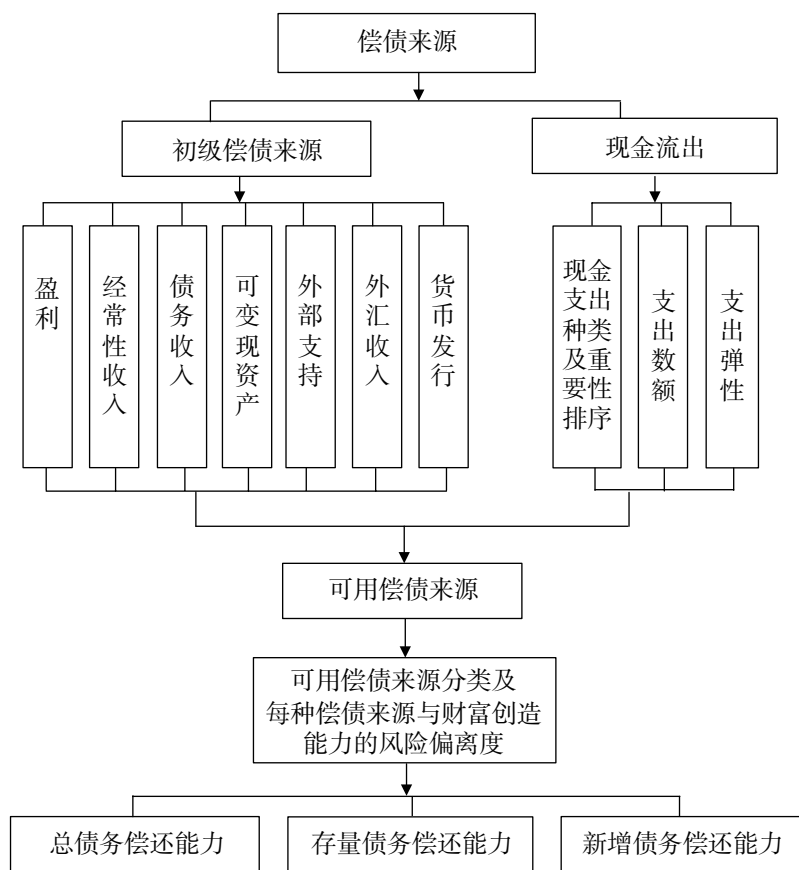 偿债来源
初级偿债来源
现金流出
盈利
经常性收入
债务收入
可变现资产
外部支持
外汇收入
货币发行
现金
支出
种类
及重
要性
排序
支出数额
支出弹性
可用偿债来源
可用偿债来源分类及
每种偿债来源与财富创造
能力的风险偏离度
总债务偿还能力
存量债务偿还能力
新增债务偿还能力